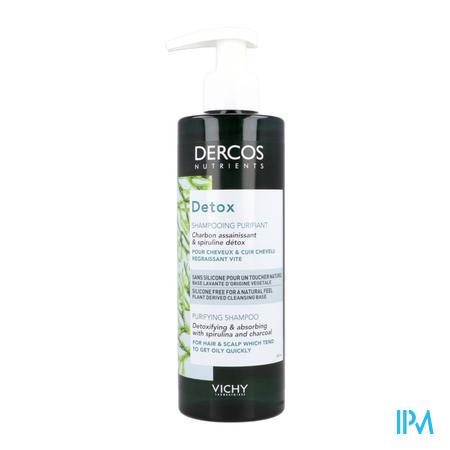 DERCOS
NUTRIENTS
Detox
SHAMPOOING PURIFIANT
Charbon assainissant
& spiruline détox
POUR CHEVEUX & CUIR CHEVELU
REGRAISSANT VITE
SANS SILICONE POUR UN TOUCHER NATUREL
BASE LAVANTE D'ORIGINE VEGETALE
SILICONE FREE FOR A NATURAL FEEL
PLANT DERIVED CLEANSING BASE
PURIFYING SHAMPOO
Detoxifying & absorbing
with spirulina and charcoal
FOR HAIR & SCALP WHICH TEND
TO GET OILY QUICKLY
VICHY
LABORATOIRES
IPM